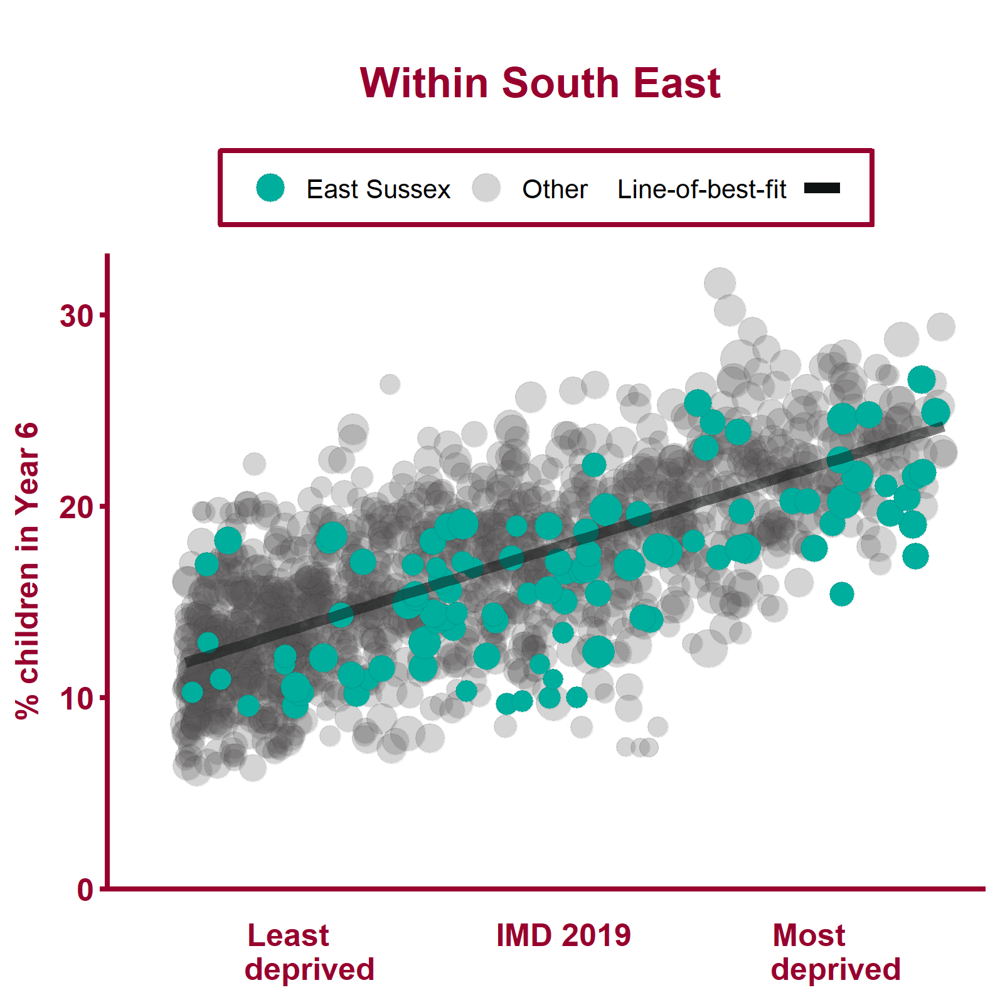 Within South East
East Sussex Other Line-of-best-fit
% children in Year 6
30
20
10
0
Least deprived
IMD 2019
Most deprived